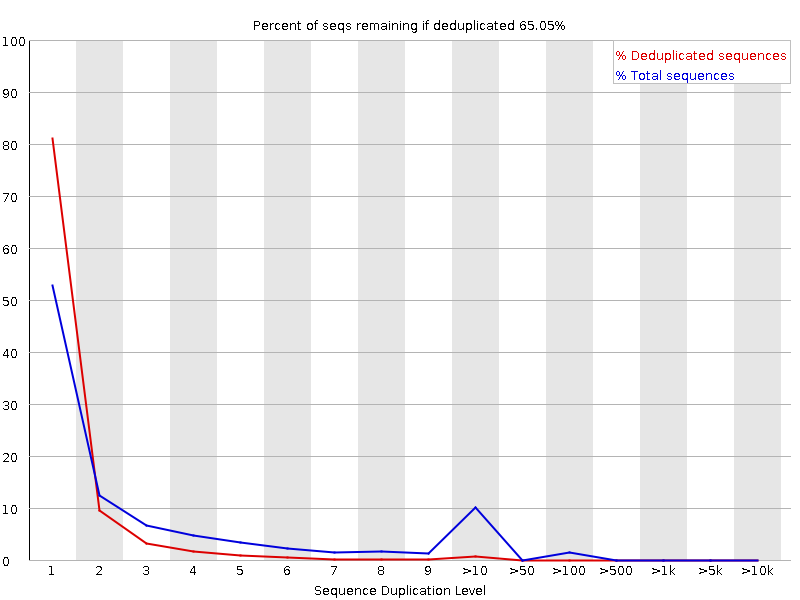 Percent of seqs remaining if deduplicated 65.05%
% Deduplicated sequences
% Total sequences
100
90
80
70
60
50
40
30
20
10
0
1 2 3 4 5 6 7 8 9 >10 >50 >100 >500 >1k >5k >10k
Sequence Duplication Level